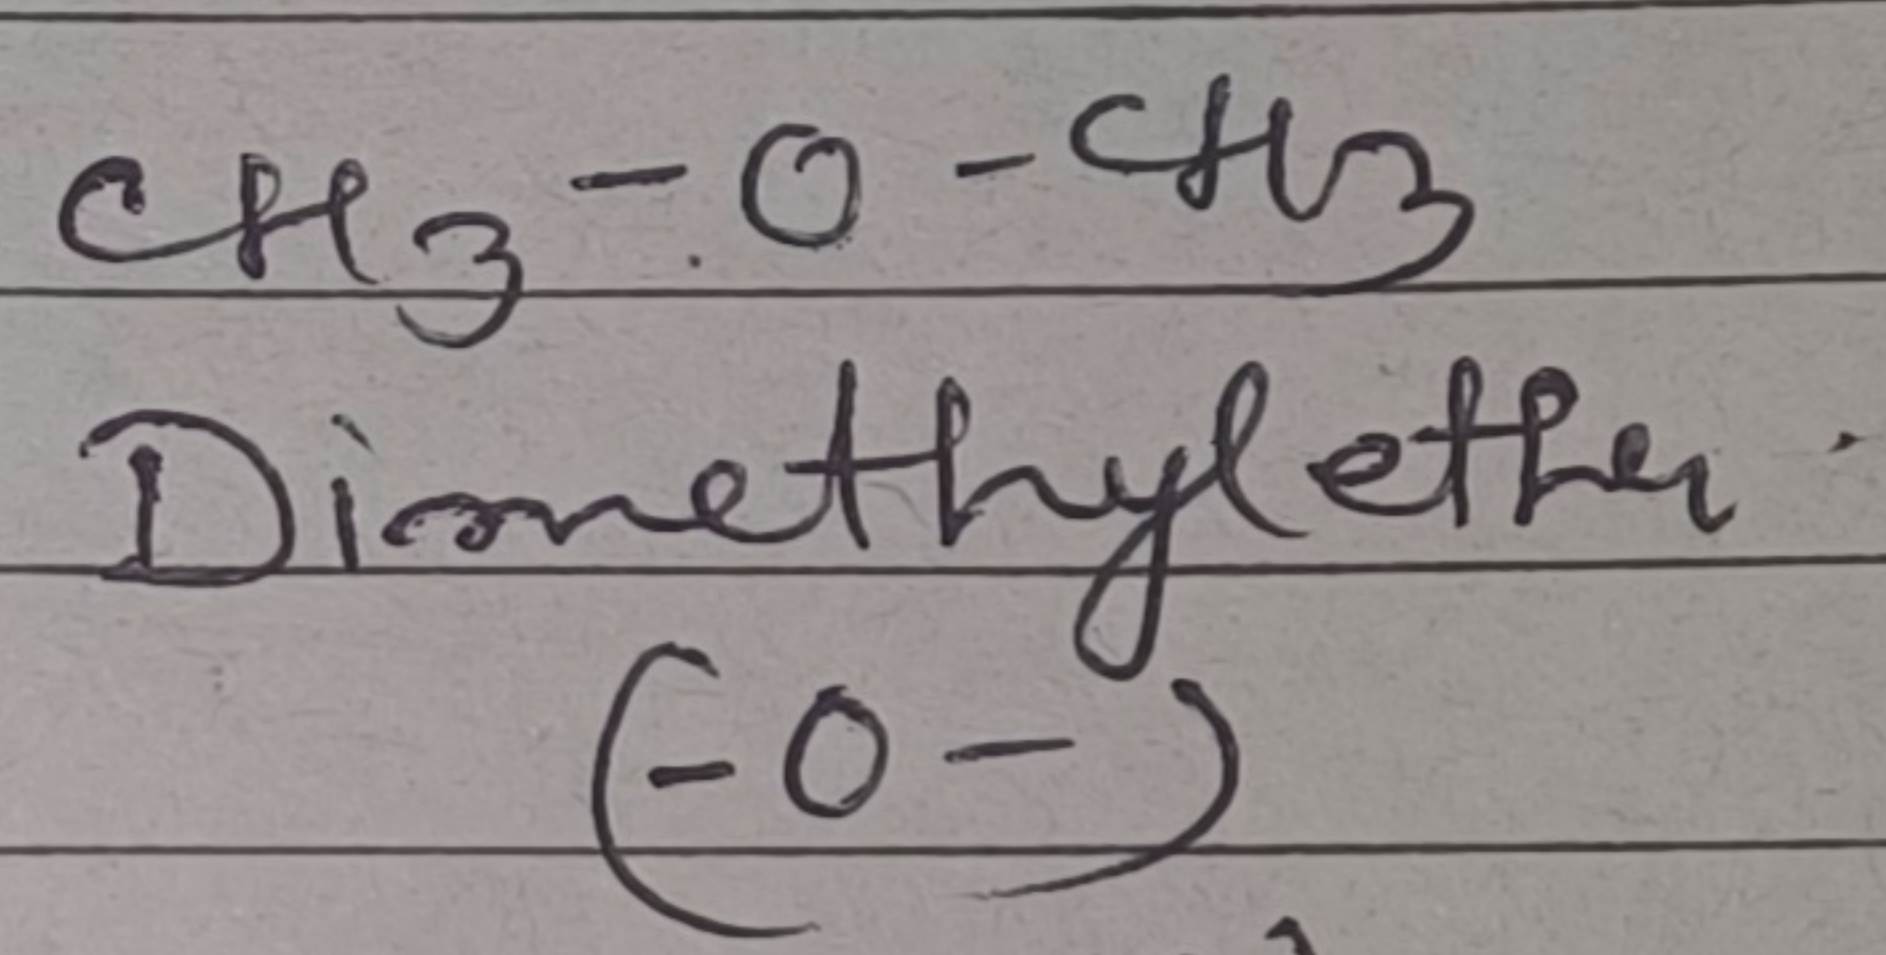 CH3 - O - CH3
Dimethylether
(- O -)